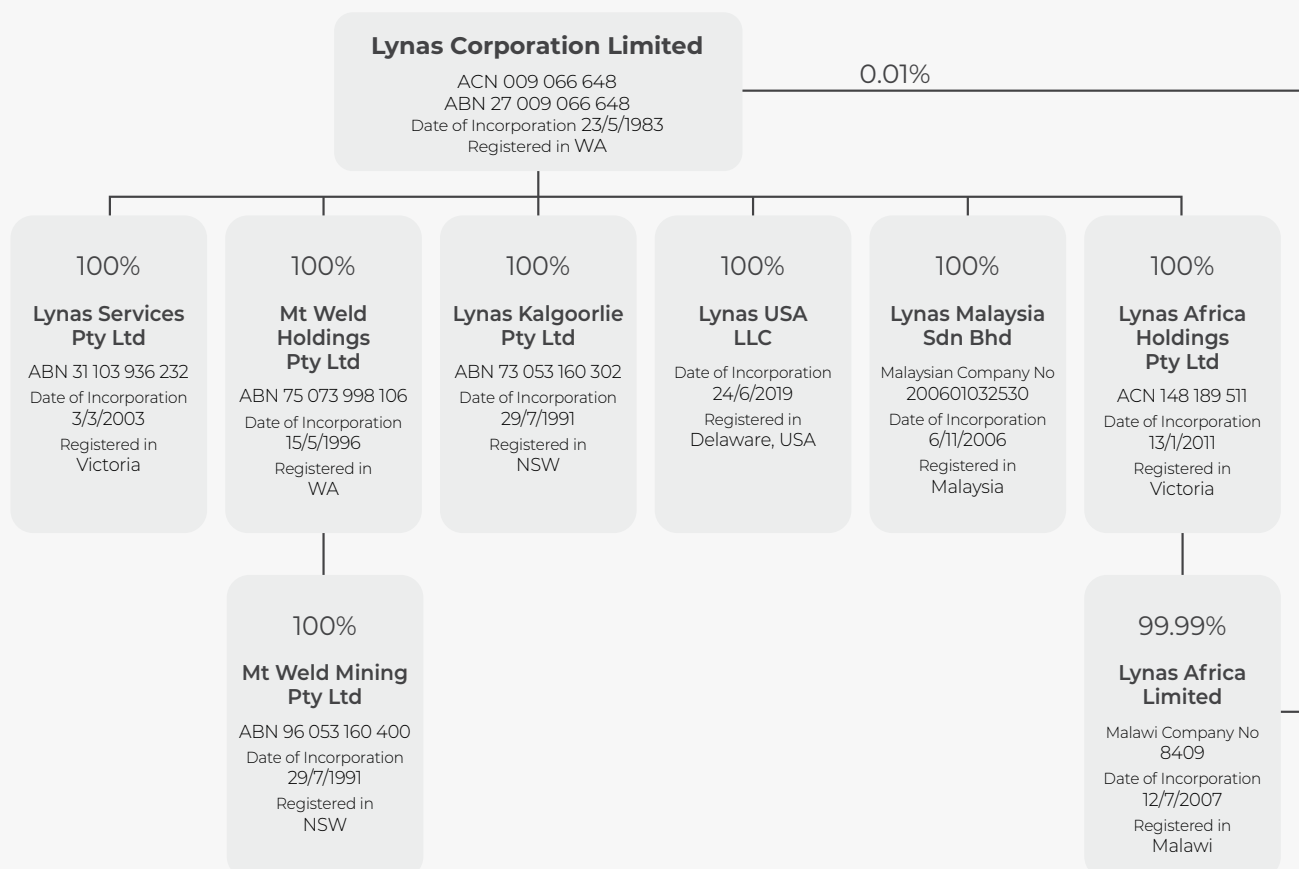 Lynas Corporation Limited
ACN 009 066 648
ABN 27 009 066 648
Date of Incorporation 23/5/1983
Registered in WA
0.01%
100%
Lynas Services
Pty Ltd
ABN 31 103 936 232
Date of Incorporation
3/3/2003
Registered in
Victoria
100%
Mt Weld
Holdings
Pty Ltd
ABN 75 073 998 106
Date of Incorporation
15/5/1996
Registered in
WA
100%
Lynas Kalgoorlie
Pty Ltd
ABN 73 053 160 302
Date of Incorporation
29/7/1991
Registered in
NSW
100%
Lynas USA
LLC
Date of Incorporation
24/6/2019
Registered in
Delaware, USA
100%
Lynas Malaysia
Sdn Bhd
Malaysian Company No
200601032530
Date of Incorporation
6/11/2006
Registered in
Malaysia
100%
Lynas Africa
Holdings
Pty Ltd
ACN 148 189 511
Date of Incorporation
13/1/2011
Registered in
Victoria
100%
Mt Weld Mining
Pty Ltd
ABN 96 053 160 400
Date of Incorporation
29/7/1991
Registered in
NSW
99.99%
Lynas Africa
Limited
Malawi Company No
8409
Date of Incorporation
12/7/2007
Registered in
Malawi